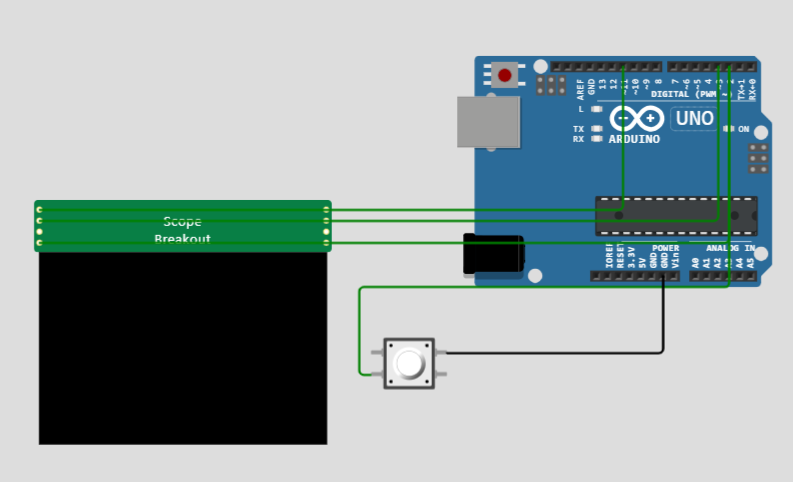 AREF
GND
13
12
~11
~10
~9
8
7
~6
~5
4
~3
2
TX→1
RX←0
DIGITAL (PWM ~)
L
TX
RX
UNO
ON
ARDUINO
Scope
Breakout
IOREF
RESET
3.3V
5V
GND
GND
Vin
POWER
ANALOG IN
A0
A1
A2
A3
A4
A5